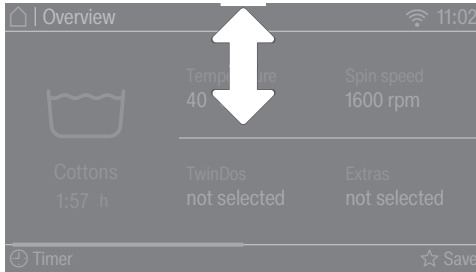 Overview 11:02
Temperature Spin speed
40 1600 rpm
Cottons TwinDos Extras
1:57 h not selected not selected
Timer Save